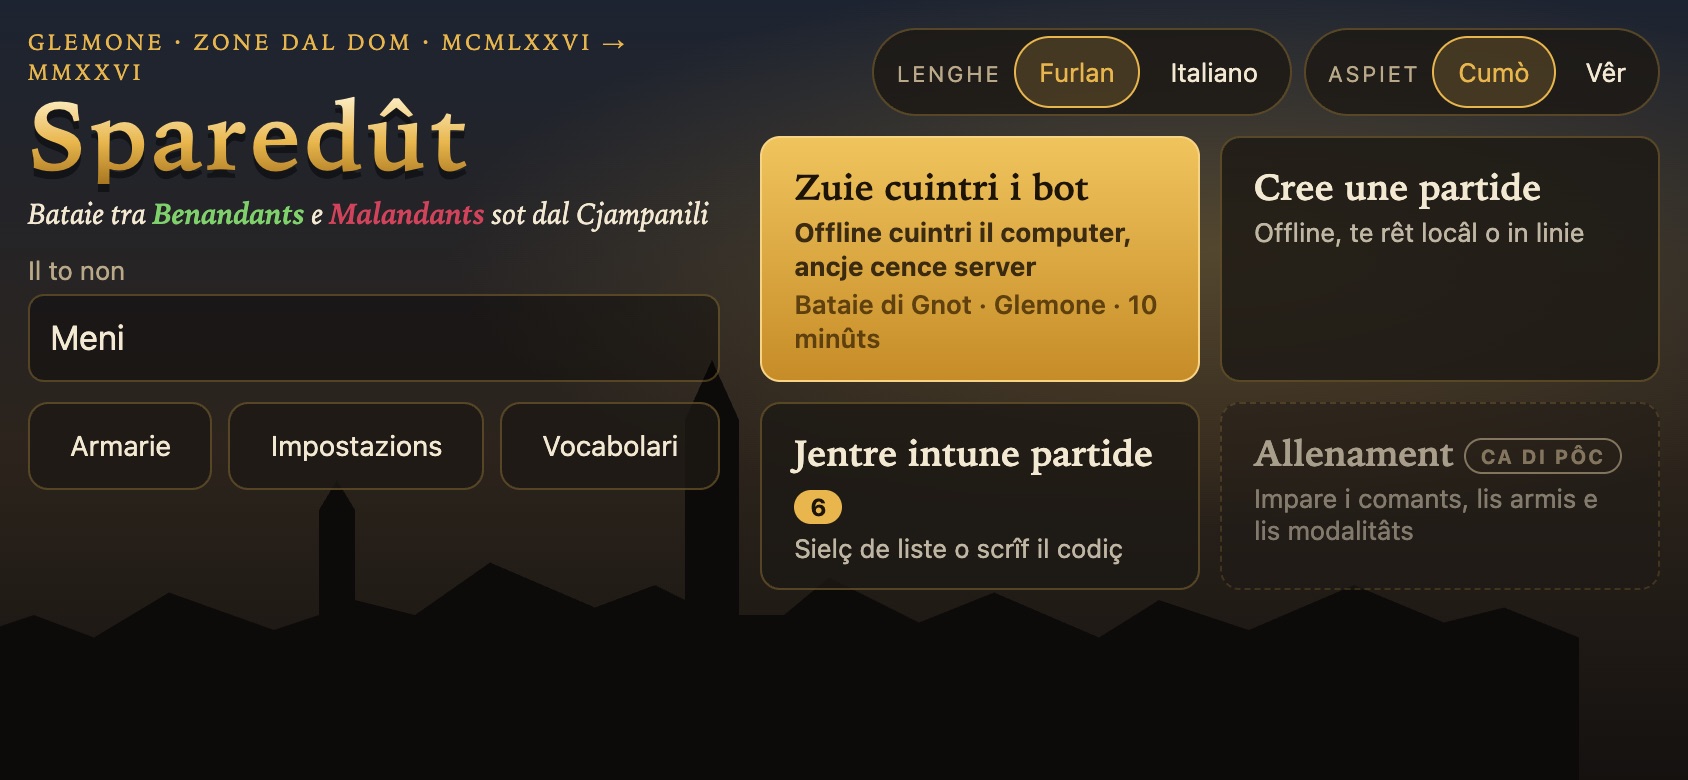 GLEMONE · ZONE DAL DOM · MCMLXXVI →
MMXXVI
Sparedût
Bataie tra Benandants e Malandants sot dal Cjampanili
Il to non
Meni
Armarie
Impostazions
Vocabolari
LENGHE
Furlan
Italiano
ASPIET
Cumò
Vêr
Zuie cuintri i bot
Offline cuintri il computer,
ancje cence server
Bataie di Gnot · Glemone · 10
minûts
Cree une partide
Offline, te rêt locâl o in linie
Jentre intune partide
6
Sielç de liste o scrîf il codiç
Allenament CA DI PÔC
Impare i comants, lis armis e
lis modalitâts